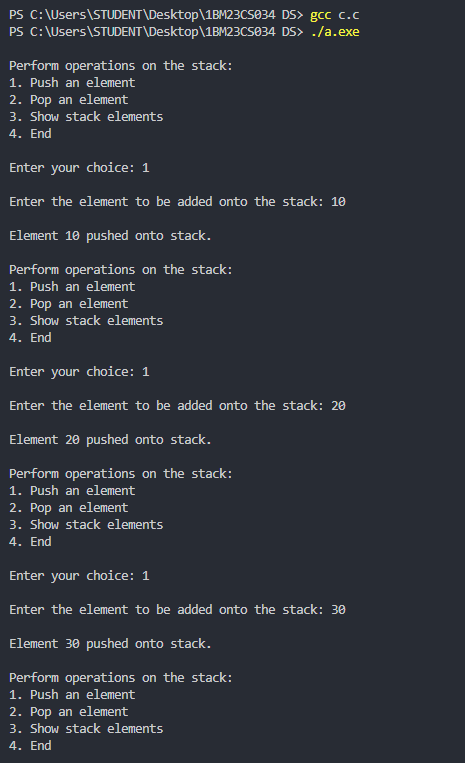 PS C:\Users\STUDENT\Desktop\1BM23CS034 DS> gcc c.c
PS C:\Users\STUDENT\Desktop\1BM23CS034 DS> ./a.exe
Perform operations on the stack:
1. Push an element
2. Pop an element
3. Show stack elements
4. End
Enter your choice: 1
Enter the element to be added onto the stack: 10
Element 10 pushed onto stack.
Perform operations on the stack:
1. Push an element
2. Pop an element
3. Show stack elements
4. End
Enter your choice: 1
Enter the element to be added onto the stack: 20
Element 20 pushed onto stack.
Perform operations on the stack:
1. Push an element
2. Pop an element
3. Show stack elements
4. End
Enter your choice: 1
Enter the element to be added onto the stack: 30
Element 30 pushed onto stack.
Perform operations on the stack:
1. Push an element
2. Pop an element
3. Show stack elements
4. End